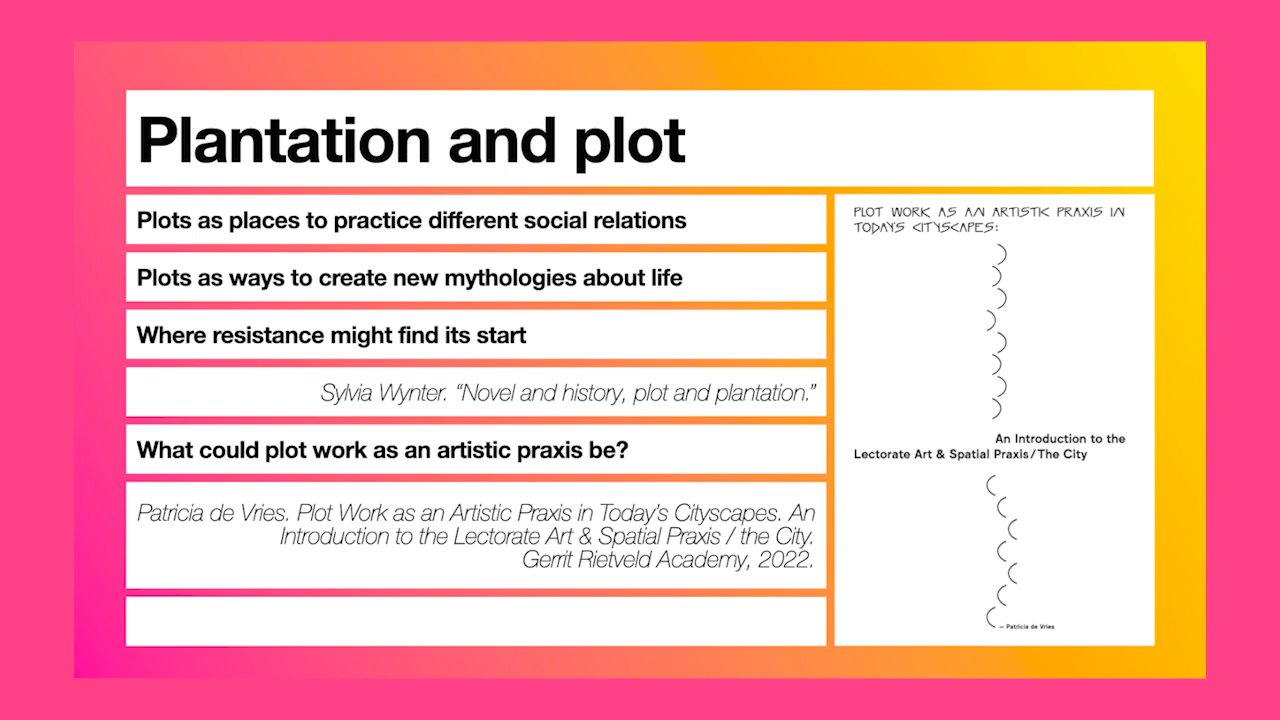 Plantation and plot
Plots as places to practice different social relations
Plots as ways to create new mythologies about life
Where resistance might find its start
Sylvia Wynter. “Novel and history, plot and plantation.”
What could plot work as an artistic praxis be?
Patricia de Vries. Plot Work as an Artistic Praxis in Today’s Cityscapes. An
Introduction to the Lectorate Art & Spatial Praxis / the City.
Gerrit Rietveld Academy, 2022.
PLOT WORK AS AN ARTISTIC PRAXIS IN
TODAY'S CITYSCAPES:
An Introduction to the
Lectorate Art & Spatial Praxis/The City
— Patricia de Vries